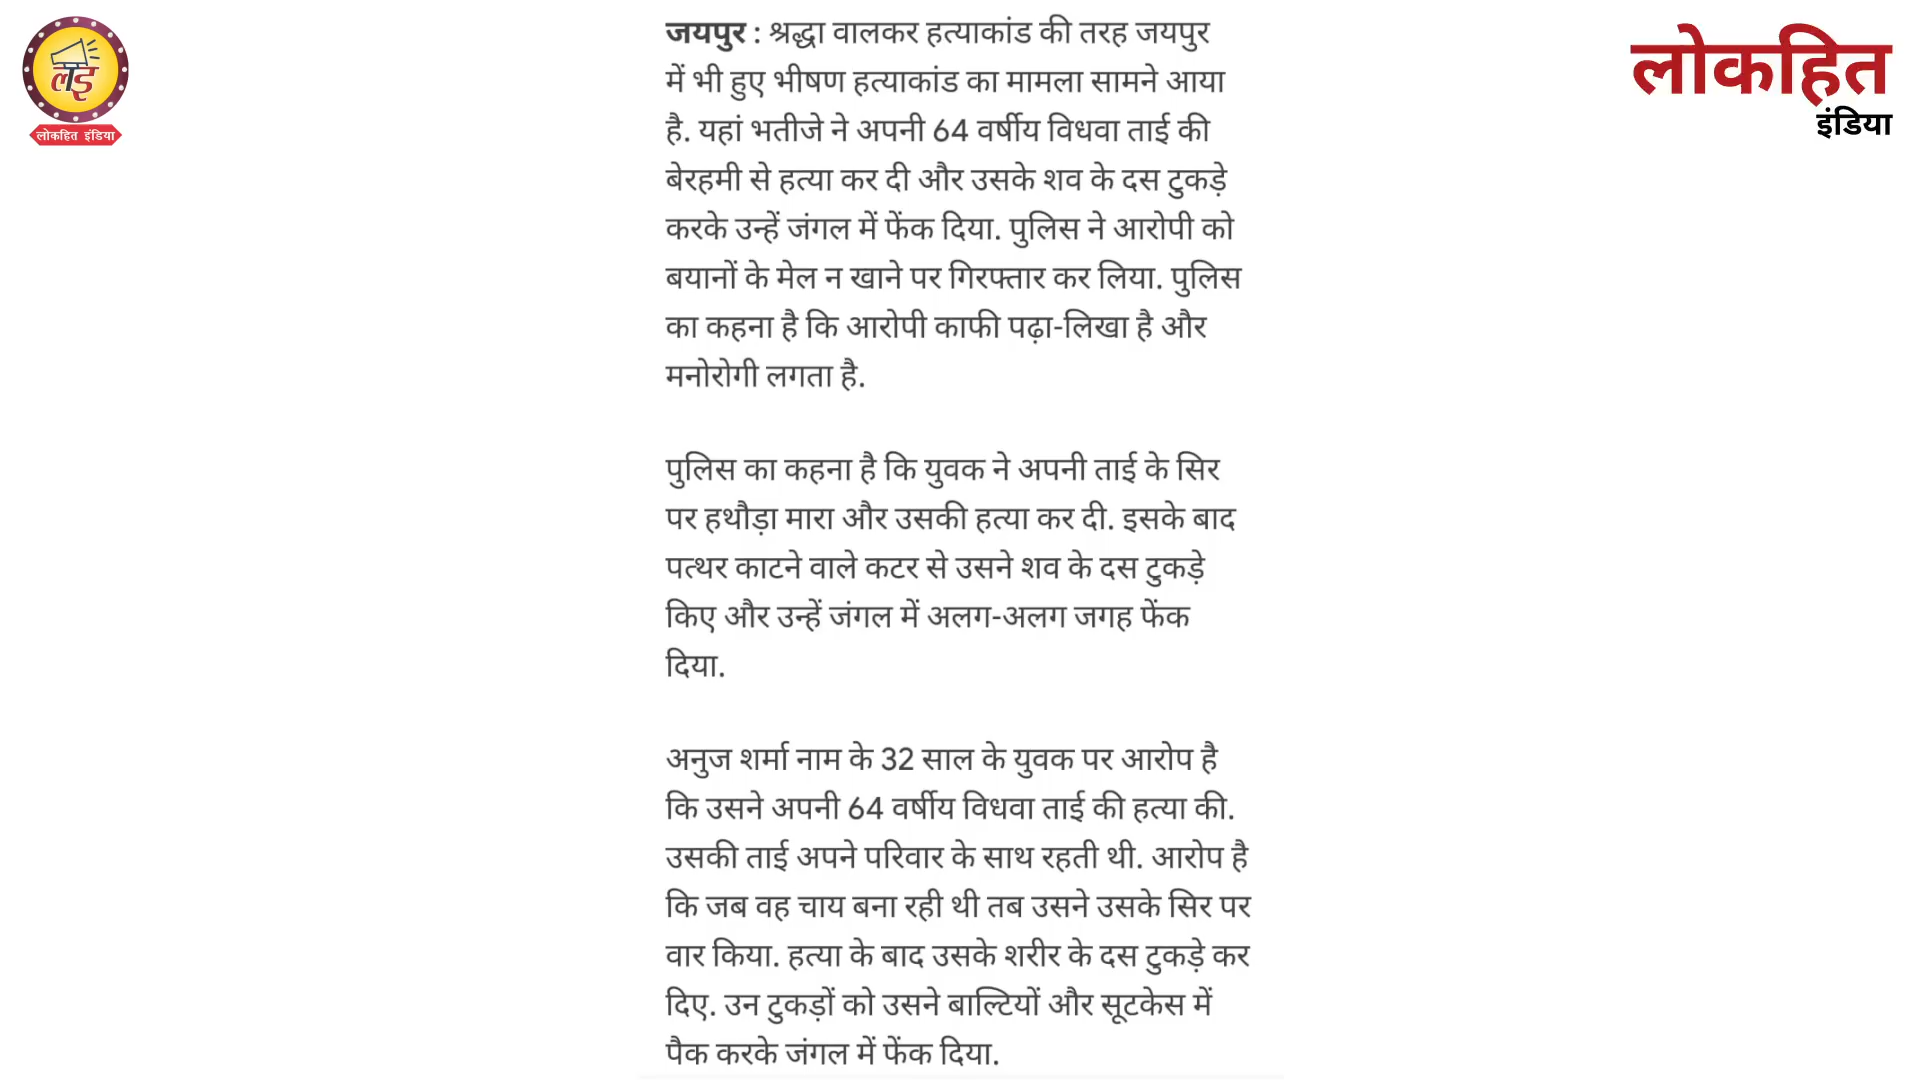 लइ
लोकहित इंडिया
लोकहित
इंडिया
जयपुर : श्रद्धा वालकर हत्याकांड की तरह जयपुर
में भी हुए भीषण हत्याकांड का मामला सामने आया
है. यहां भतीजे ने अपनी 64 वर्षीय विधवा ताई की
बेरहमी से हत्या कर दी और उसके शव के दस टुकड़े
करके उन्हें जंगल में फेंक दिया. पुलिस ने आरोपी को
बयानों के मेल न खाने पर गिरफ्तार कर लिया. पुलिस
का कहना है कि आरोपी काफी पढ़ा-लिखा है और
मनोरोगी लगता है.
पुलिस का कहना है कि युवक ने अपनी ताई के सिर
पर हथौड़ा मारा और उसकी हत्या कर दी. इसके बाद
पत्थर काटने वाले कटर से उसने शव के दस टुकड़े
किए और उन्हें जंगल में अलग-अलग जगह फेंक
दिया.
अनुज शर्मा नाम के 32 साल के युवक पर आरोप है
कि उसने अपनी 64 वर्षीय विधवा ताई की हत्या की.
उसकी ताई अपने परिवार के साथ रहती थी. आरोप है
कि जब वह चाय बना रही थी तब उसने उसके सिर पर
वार किया. हत्या के बाद उसके शरीर के दस टुकड़े कर
दिए. उन टुकड़ों को उसने बाल्टियों और सूटकेस में
पैक करके जंगल में फेंक दिया.